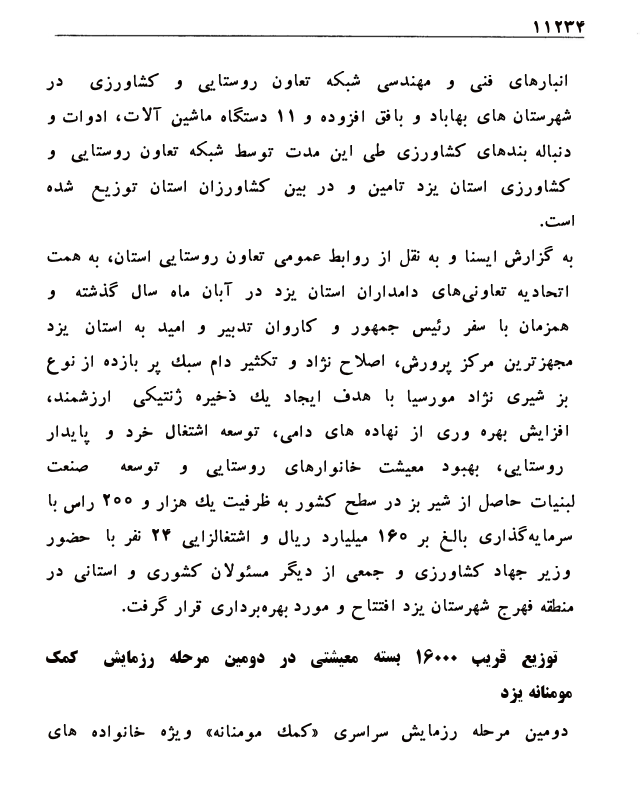 ۱۱۲۳۴
انبارهای فنی و مهندسی شبکه تعاون روستایی و کشاورزی در
شهرستان های بهاباد و بافق افزوده و ۱۱ دستگاه ماشین آلات، ادوات و
دنباله بندهای کشاورزی طی این مدت توسط شبکه تعاون روستایی و
کشاورزی استان یزد تامین و در بین کشاورزان استان توزیع شده
است.
به گزارش ایسنا و به نقل از روابط عمومی تعاون روستایی استان، به همت
اتحادیه تعاونی‌های دامداران استان یزد در آبان ماه سال گذشته و
همزمان با سفر رئیس جمهور و کاروان تدبیر و امید به استان یزد
مجهزترین مرکز پرورش، اصلاح نژاد و تکثیر دام سبك پر بازده از نوع
بز شیری نژاد مورسیا با هدف ایجاد یك ذخیره ژنتیکی ارزشمند،
افزایش بهره وری از نهاده های دامی، توسعه اشتغال خرد و پایدار
روستایی، بهبود معیشت خانوارهای روستایی و توسعه صنعت
لبنیات حاصل از شیر بز در سطح کشور به ظرفیت یك هزار و ۲۰۰ راس با
سرمایه‌گذاری بالغ بر ۱۶۰ میلیارد ریال و اشتغالزایی ۲۴ نفر با حضور
وزیر جهاد کشاورزی و جمعی از دیگر مسئولان کشوری و استانی در
منطقه فهرج شهرستان یزد افتتاح و مورد بهره‌برداری قرار گرفت.
توزیع قریب ۱۶۰۰۰ بسته معیشتی در دومین مرحله رزمایش کمک
مومنانه یزد
دومین مرحله رزمایش سراسری «کمك مومنانه» ویژه خانواده های